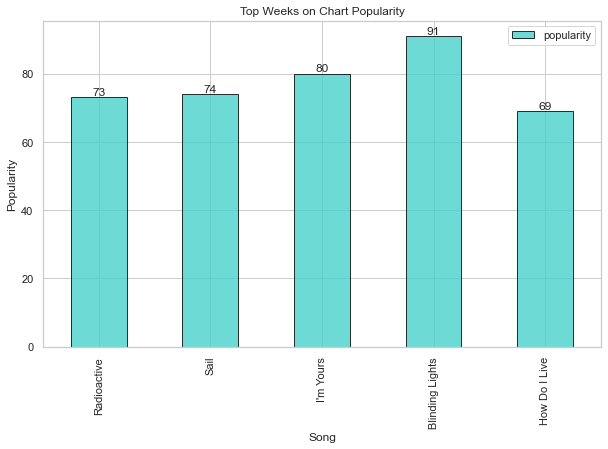 Top Weeks on Chart Popularity
popularity
Popularity
80
60
40
20
0
73
74
80
91
69
Radioactive
Sail
I'm Yours
Blinding Lights
How Do I Live
Song